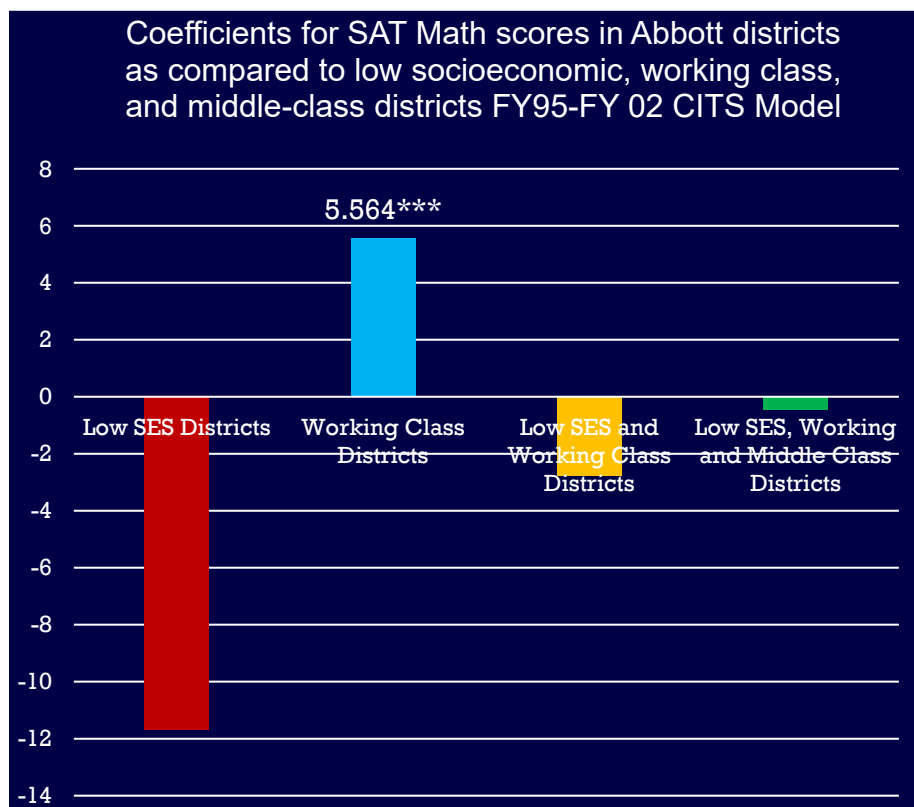 Coefficients for SAT Math scores in Abbott districts
as compared to low socioeconomic, working class,
and middle-class districts FY95-FY 02 CITS Model
8
5.564***
6
4
2
0
Low SES Districts
Working Class
Districts
Low SES and
Working Class
Districts
Low SES, Working
and Middle Class
Districts
-2
-4
-6
-8
-10
-12
-14